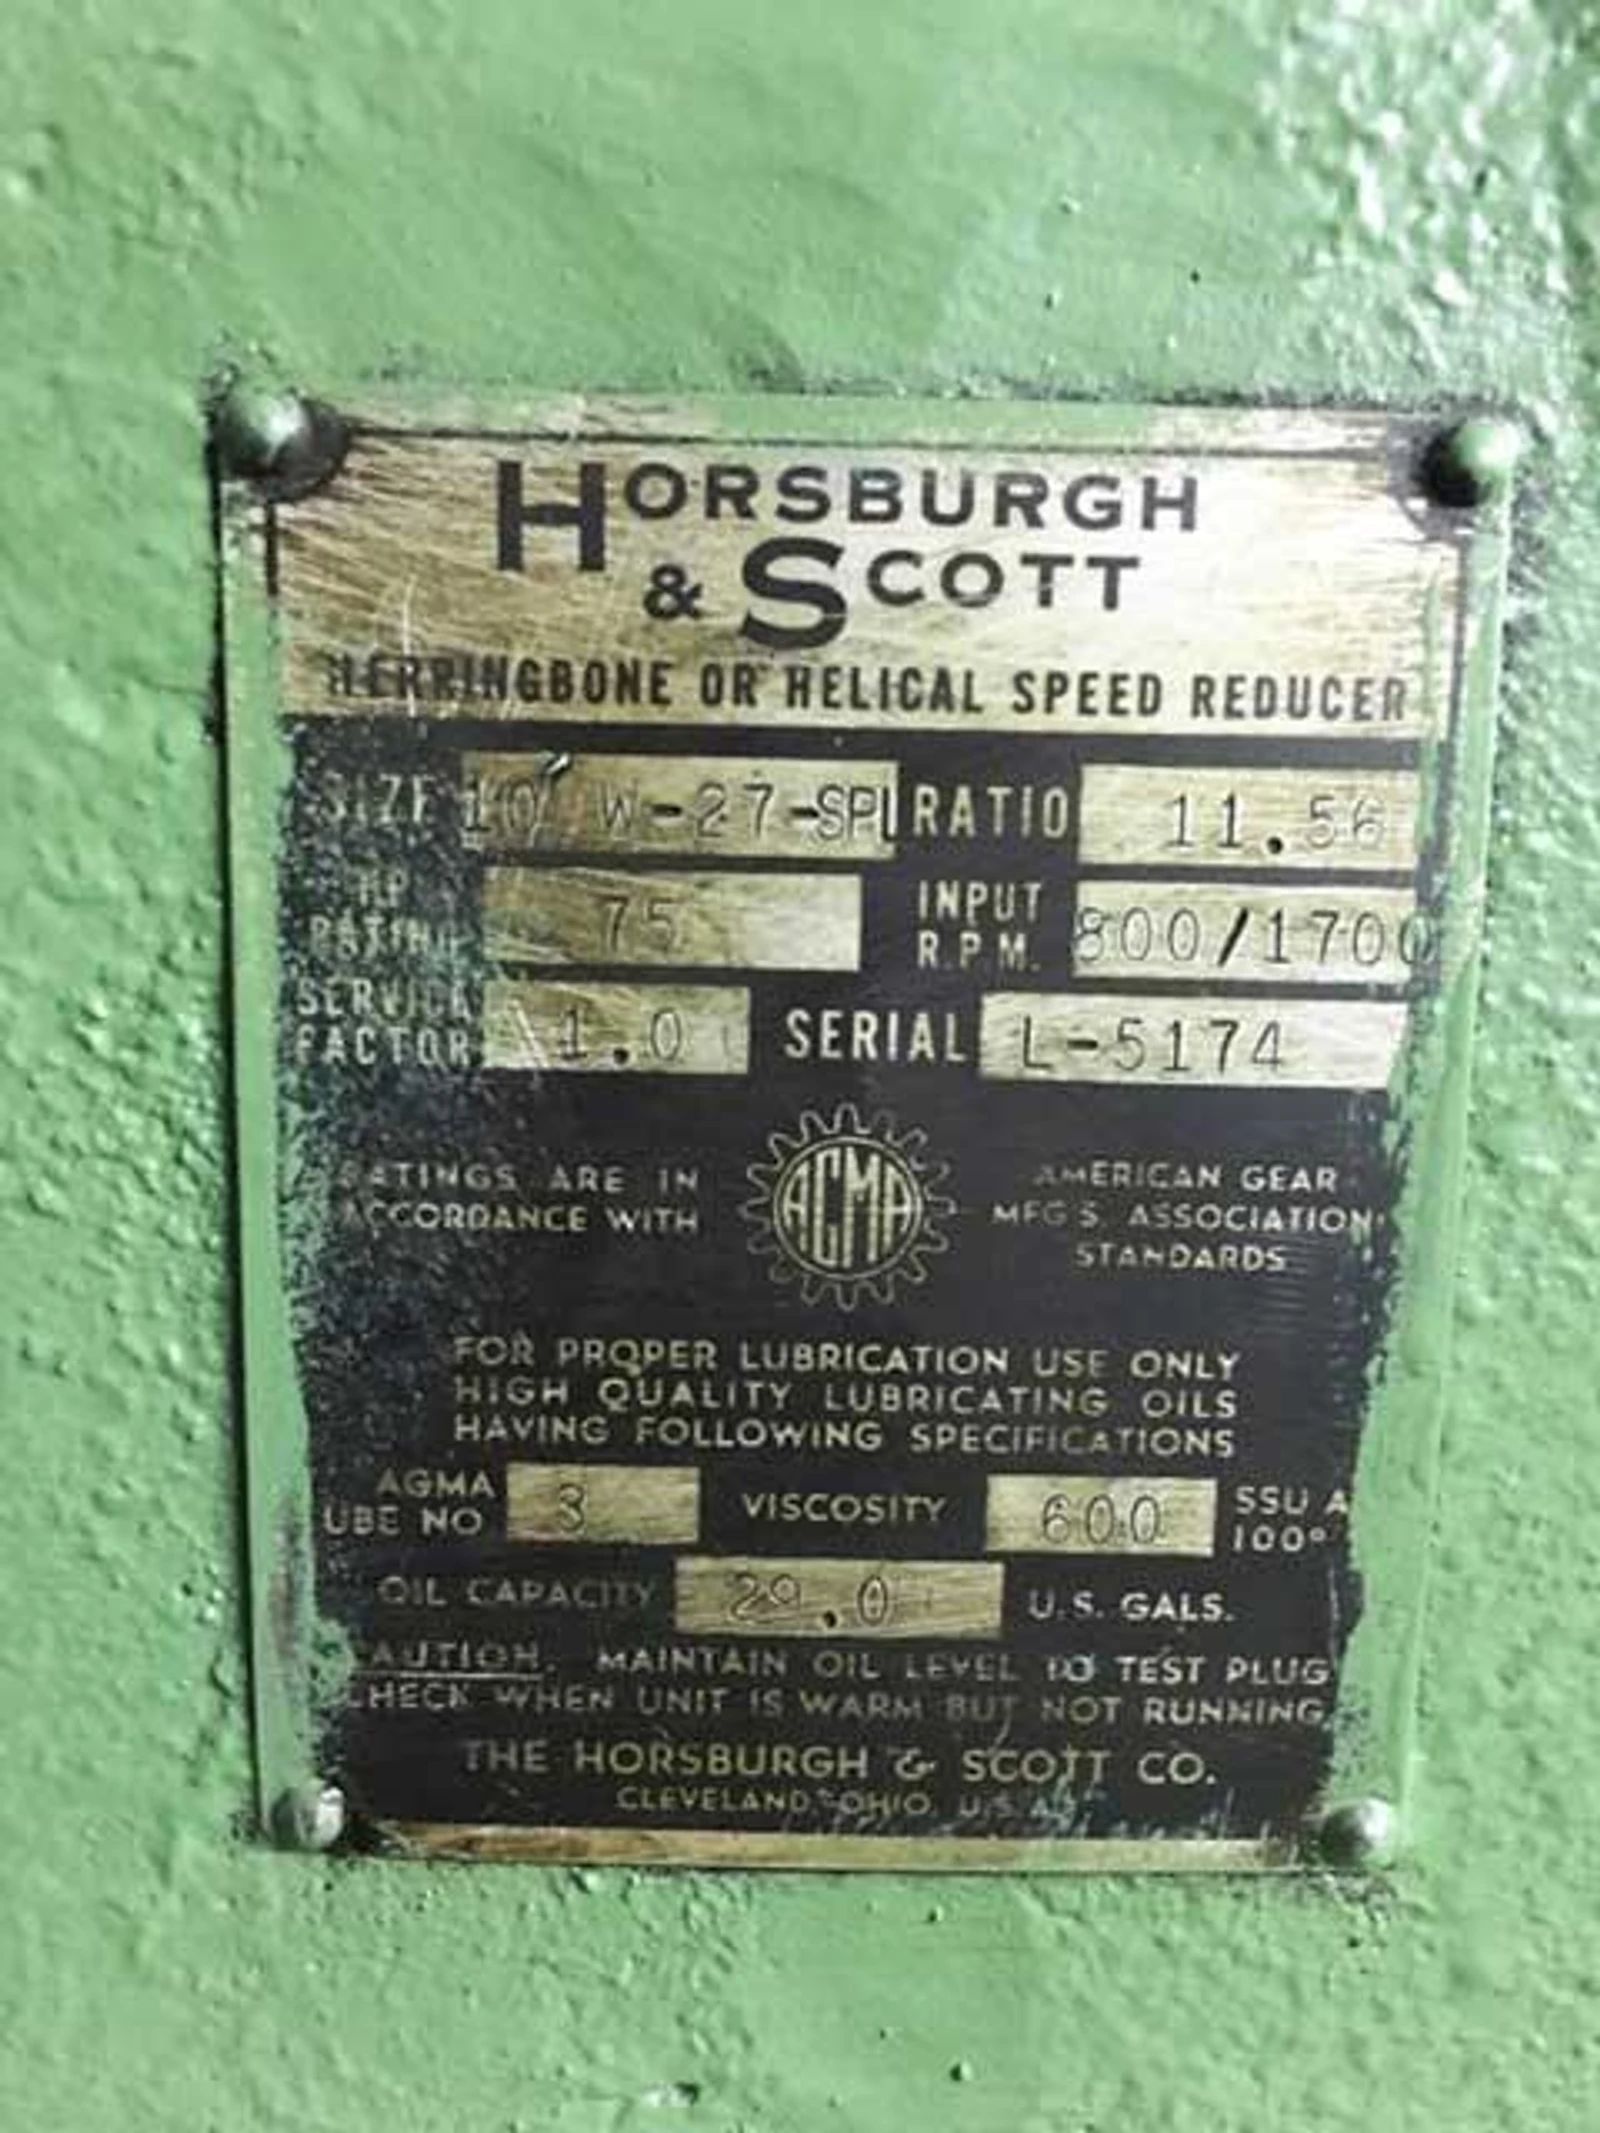 HORSBURGH
& SCOTT
HERRINGBONE OR HELICAL SPEED REDUCER
SIZE 10" W-27-SPL RATIO 11.56
HP RATING 75 INPUT R.P.M. 800/1700
SERVICE FACTOR 1.0 SERIAL L-5174
RATINGS ARE IN
ACCORDANCE WITH
AGMA
AMERICAN GEAR
MFG'S. ASSOCIATION
STANDARDS
FOR PROPER LUBRICATION USE ONLY
HIGH QUALITY LUBRICATING OILS
HAVING FOLLOWING SPECIFICATIONS
AGMA
UBE NO 3 VISCOSITY 600 SSU A
100°
OIL CAPACITY 29.0 U.S. GALS.
CAUTION. MAINTAIN OIL LEVEL TO TEST PLUG
CHECK WHEN UNIT IS WARM BUT NOT RUNNING
THE HORSBURGH & SCOTT CO.
CLEVELAND, OHIO, U.S.A.